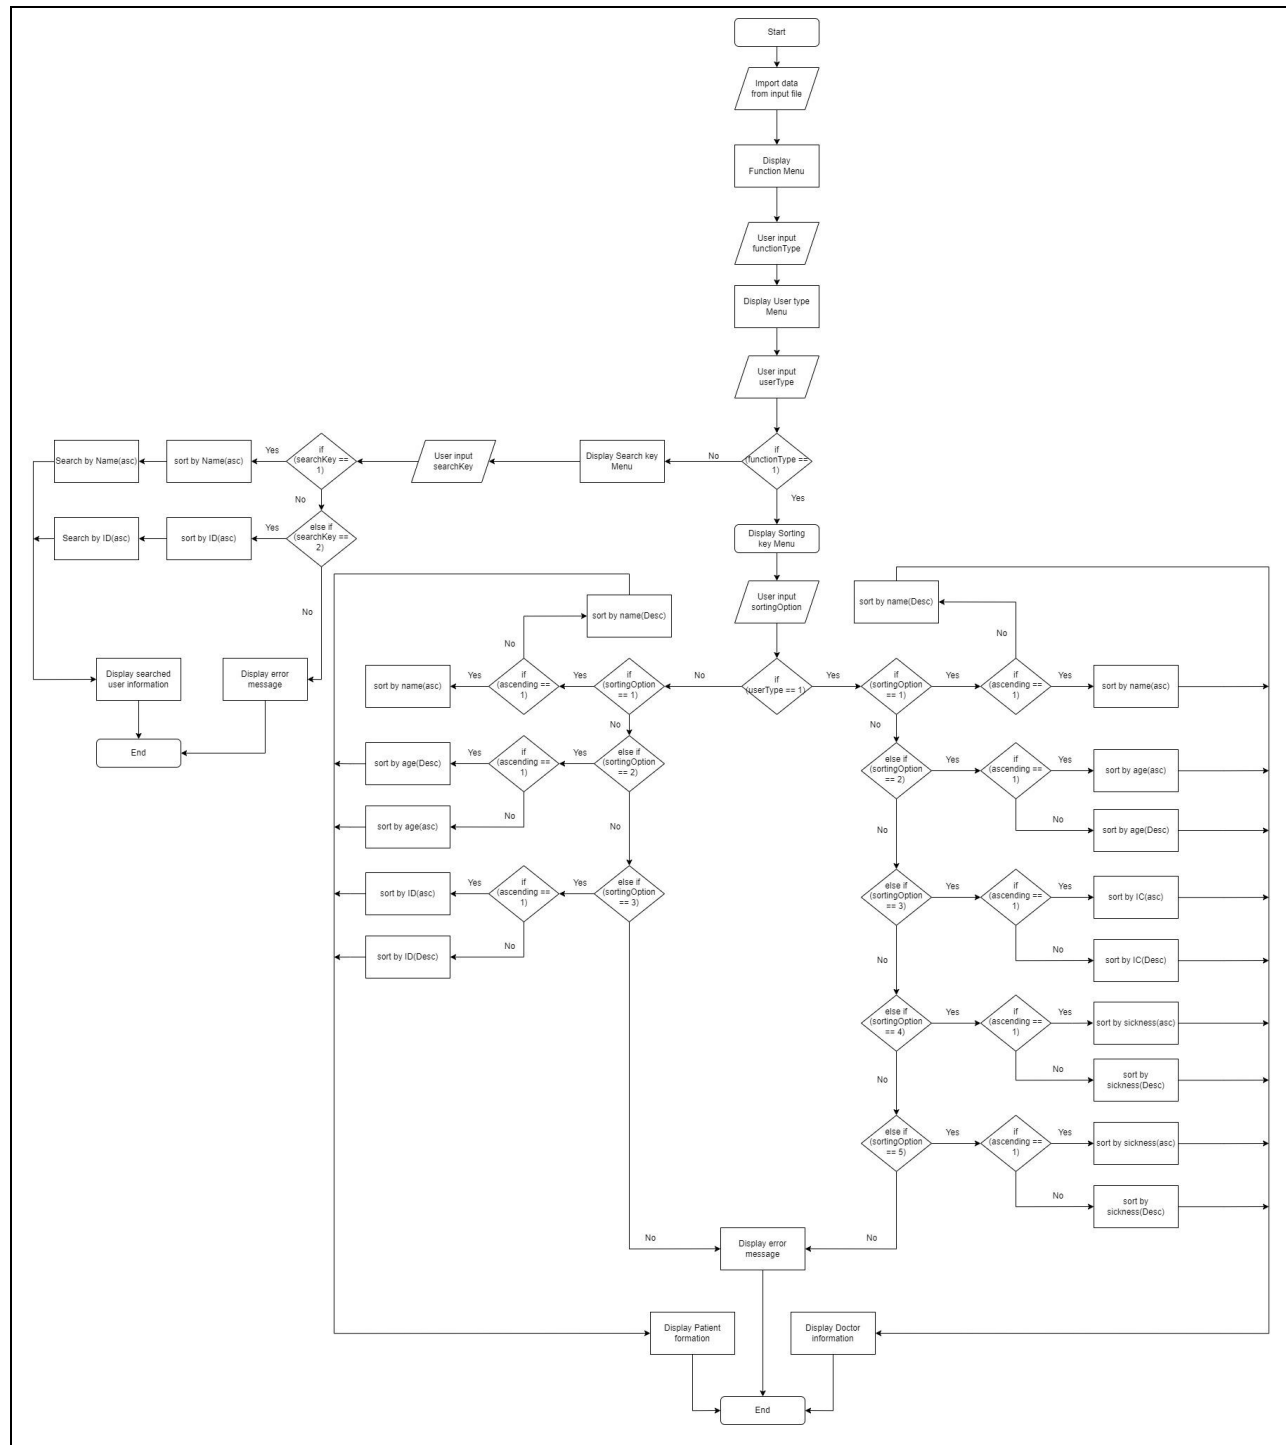 Start
Import data
from input file
Display
Function Menu
User input
functionType
Display User type
Menu
User input
userType
if
(functionType ==
1)
No
Yes
Display Search key
Menu
User input
searchKey
if
(searchKey ==
1)
Yes
sort by Name(asc)
Search by Name(asc)
No
else if
(searchKey ==
2)
Yes
sort by ID(asc)
Search by ID(asc)
No
Display searched
user information
Display error
message
End
Display Sorting
key Menu
User input
sortingOption
if
(userType == 1)
No
Yes
if
(sortingOption
== 1)
Yes
if
(ascending ==
1)
Yes
sort by name(asc)
No
sort by name(Desc)
No
else if
(sortingOption
== 2)
Yes
if
(ascending ==
1)
Yes
sort by age(Desc)
No
sort by age(asc)
No
else if
(sortingOption
== 3)
Yes
if
(ascending ==
1)
Yes
sort by ID(asc)
No
sort by ID(Desc)
No
if
(sortingOption
== 1)
Yes
if
(ascending ==
1)
Yes
sort by name(asc)
No
sort by name(Desc)
No
else if
(sortingOption
== 2)
Yes
if
(ascending ==
1)
Yes
sort by age(asc)
No
sort by age(Desc)
No
else if
(sortingOption
== 3)
Yes
if
(ascending ==
1)
Yes
sort by IC(asc)
No
sort by IC(Desc)
No
else if
(sortingOption
== 4)
Yes
if
(ascending ==
1)
Yes
sort by sickness(asc)
No
sort by
sickness(Desc)
No
else if
(sortingOption
== 5)
Yes
if
(ascending ==
1)
Yes
sort by sickness(asc)
No
sort by
sickness(Desc)
No
Display error
message
Display Patient
formation
Display Doctor
information
End